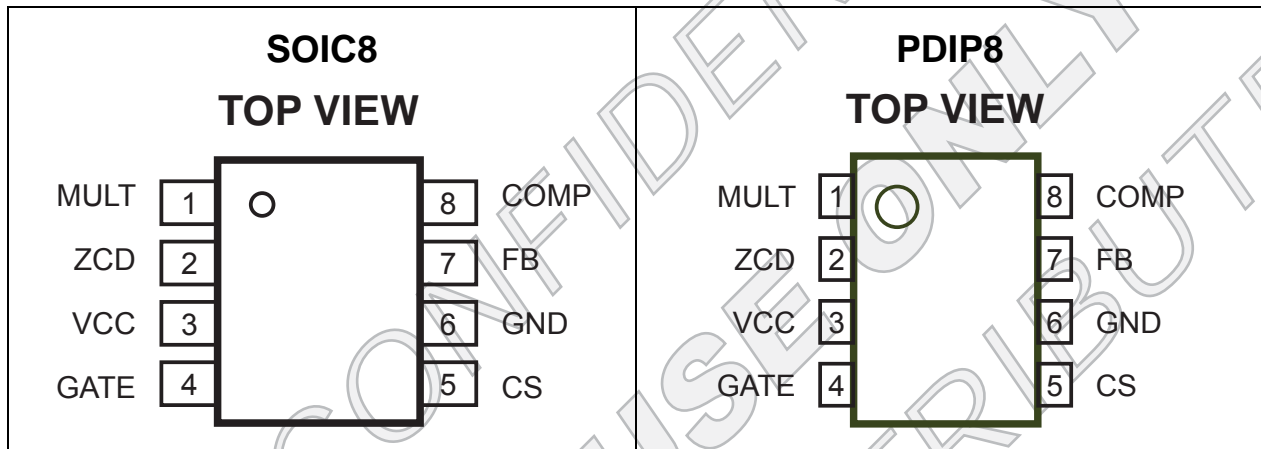 SOIC8
TOP VIEW
MULT 1 8 COMP
ZCD 2 7 FB
VCC 3 6 GND
GATE 4 5 CS
PDIP8
TOP VIEW
MULT 1 8 COMP
ZCD 2 7 FB
VCC 3 6 GND
GATE 4 5 CS
USE ONLY